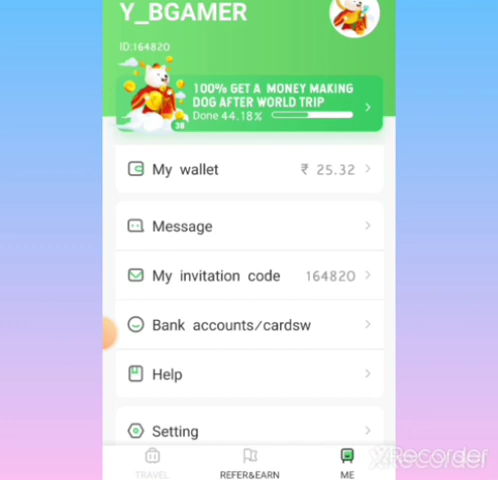 Y_BGAMER
ID:164820
100% GET A MONEY MAKING
DOG AFTER WORLD TRIP
Done 44.18%
38
My wallet ₹ 25.32
Message
My invitation code 164820
Bank accounts/cardsw
Help
Setting
TRAVEL REFER&EARN ME
XRecorder